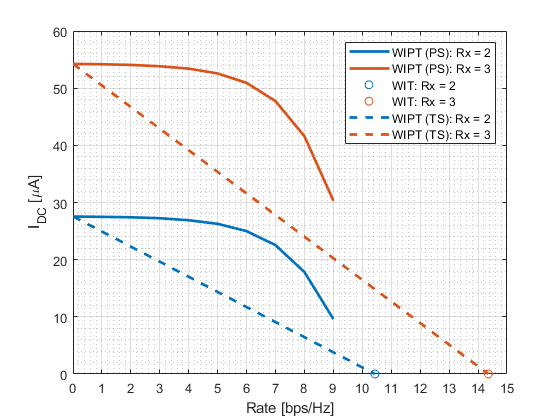 60
50
40
30
20
10
0
I_DC [μA]
WIPT (PS): Rx = 2
WIPT (PS): Rx = 3
WIT: Rx = 2
WIT: Rx = 3
WIPT (TS): Rx = 2
WIPT (TS): Rx = 3
0 1 2 3 4 5 6 7 8 9 10 11 12 13 14 15
Rate [bps/Hz]